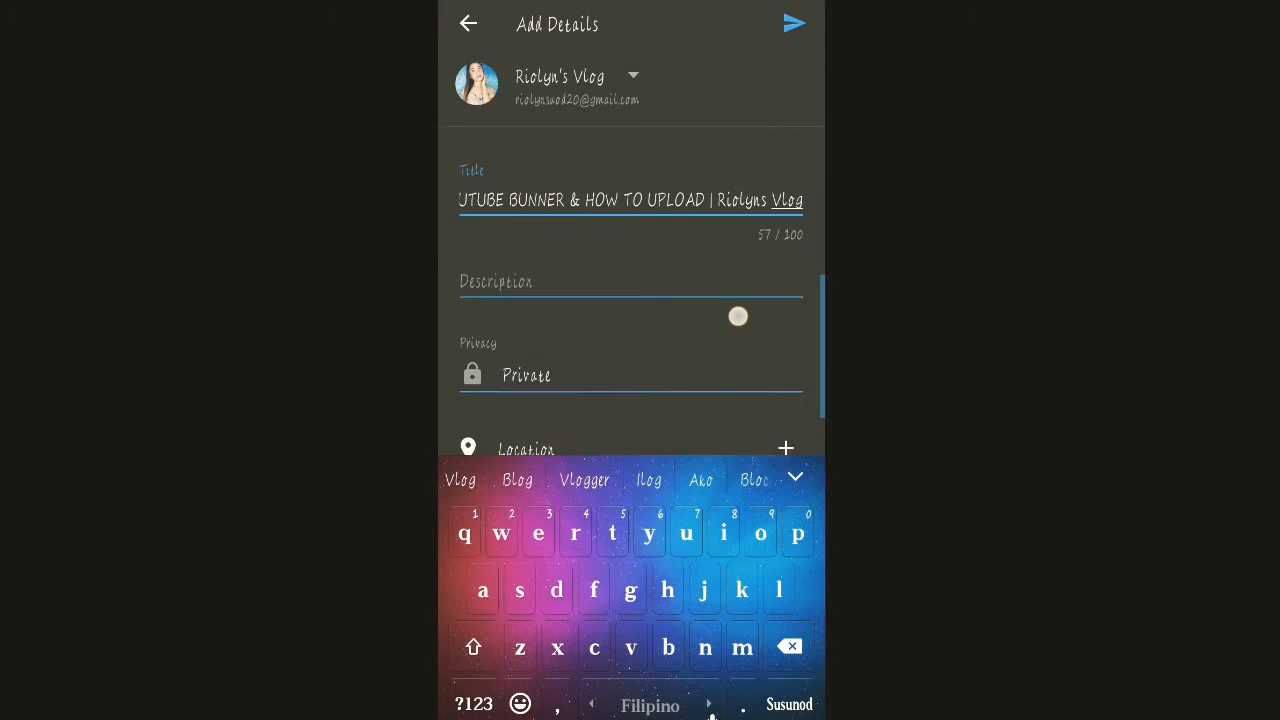 Add Details
Riolyn's Vlog
riolynsuod20@gmail.com
Title
UTUBE BUNNER & HOW TO UPLOAD | Riolyns Vlog
57 / 100
Description
Privacy
Private
Location
Vlog Blog Vlogger Ilog Ako Bloc
1 2 3 4 5 6 7 8 9 0
q w e r t y u i o p
a s d f g h j k l
z x c v b n m
?123 , Filipino . Susunod